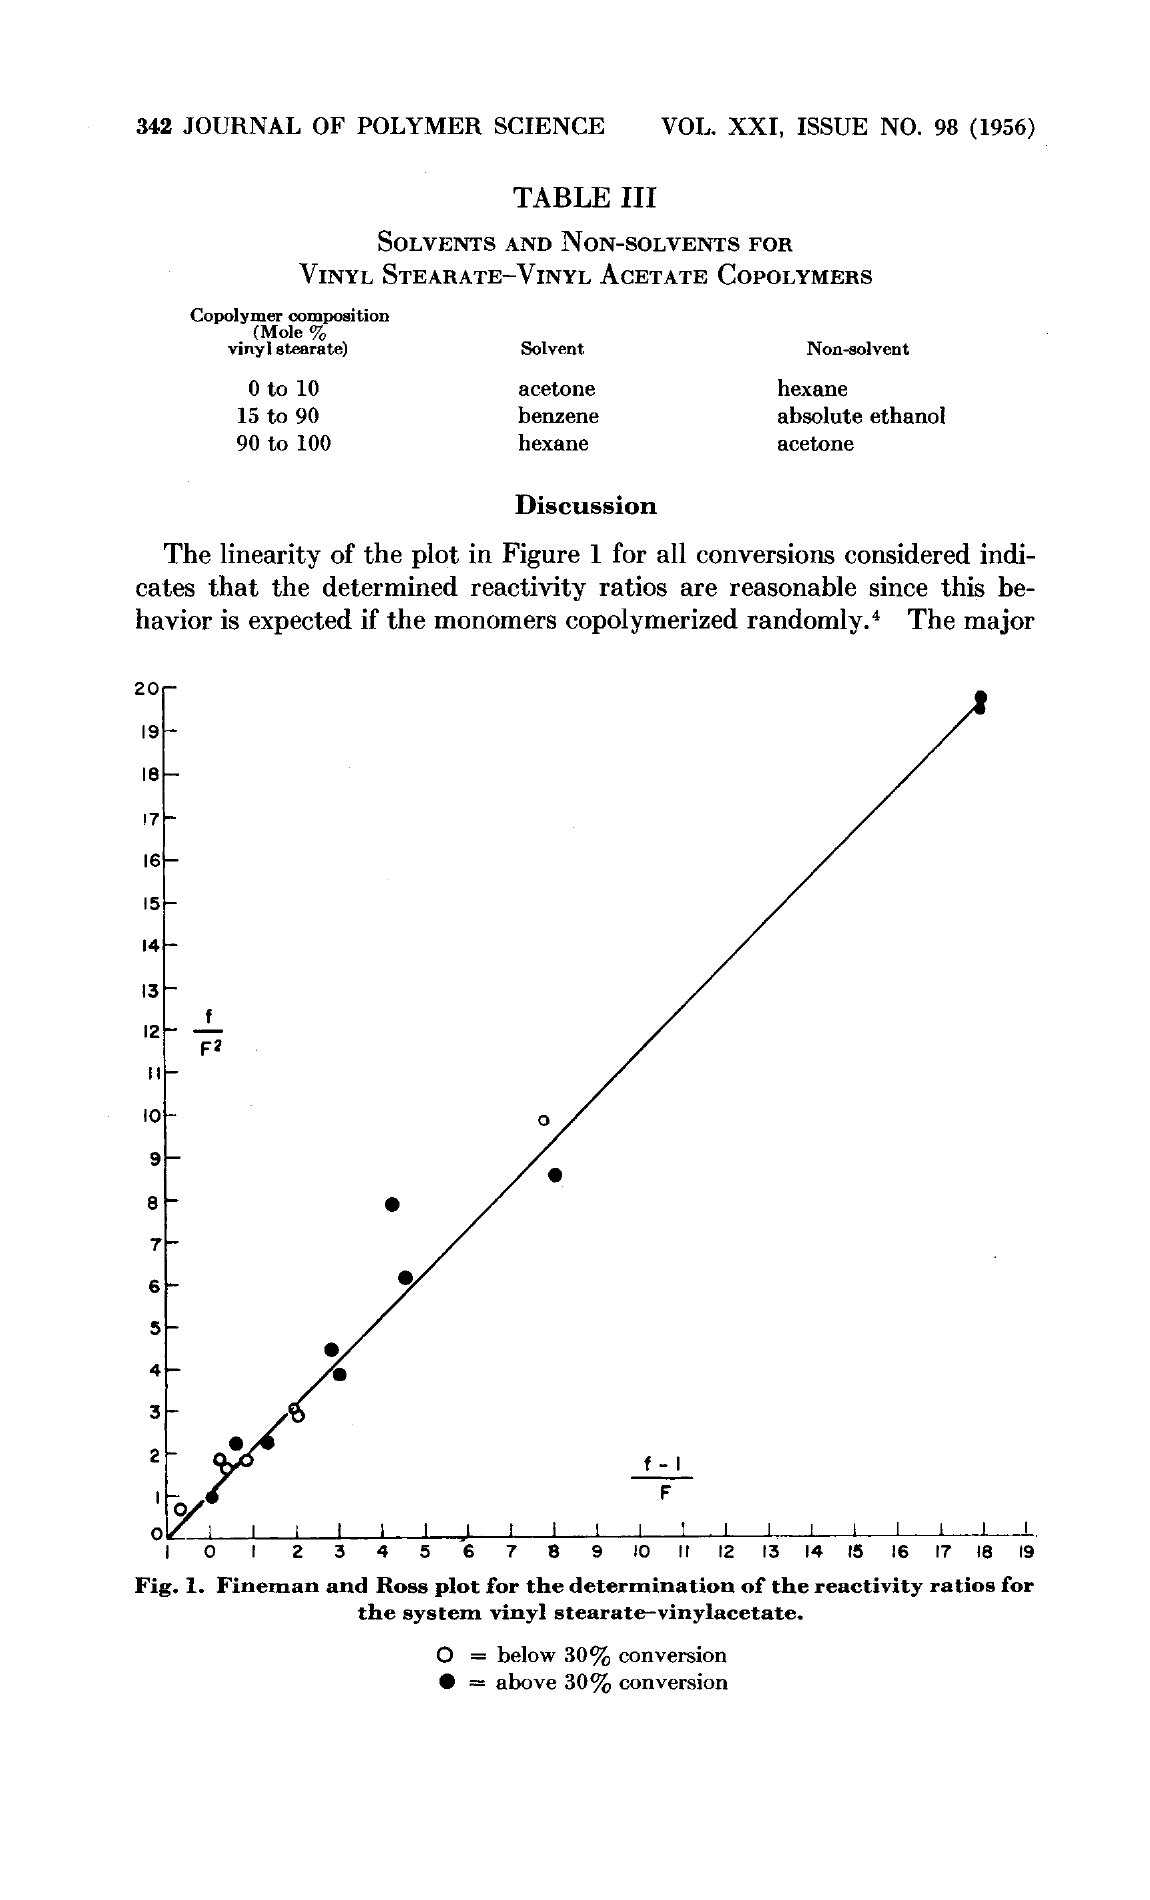 342 JOURNAL OF POLYMER SCIENCE VOL. XXI, ISSUE NO. 98 (1956)
TABLE III
SOLVENTS AND NON-SOLVENTS FOR
VINYL STEARATE–VINYL ACETATE COPOLYMERS
Copolymer composition
(Mole %
vinyl stearate) Solvent Non-solvent
0 to 10 acetone hexane
15 to 90 benzene absolute ethanol
90 to 100 hexane acetone
Discussion
The linearity of the plot in Figure 1 for all conversions considered indi-
cates that the determined reactivity ratios are reasonable since this be-
havior is expected if the monomers copolymerized randomly.⁴ The major
20
19
18
17
16
15
14
13
f
12
F²
11
10
9
8
7
6
5
4
3
2
f - 1
F
1
0
1 0 1 2 3 4 5 6 7 8 9 10 11 12 13 14 15 16 17 18 19
Fig. 1. Fineman and Ross plot for the determination of the reactivity ratios for
the system vinyl stearate–vinylacetate.
O = below 30% conversion
● = above 30% conversion